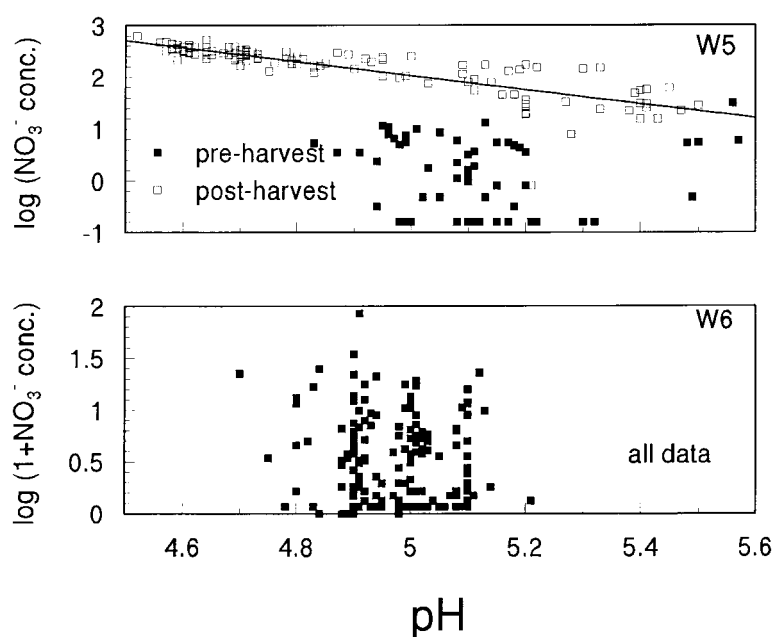 log (NO₃⁻ conc.)
3
2
1
0
-1
W5
■ pre-harvest
□ post-harvest
log (1+NO₃⁻ conc.)
2
1.5
1
0.5
0
W6
all data
4.6 4.8 5 5.2 5.4 5.6
pH